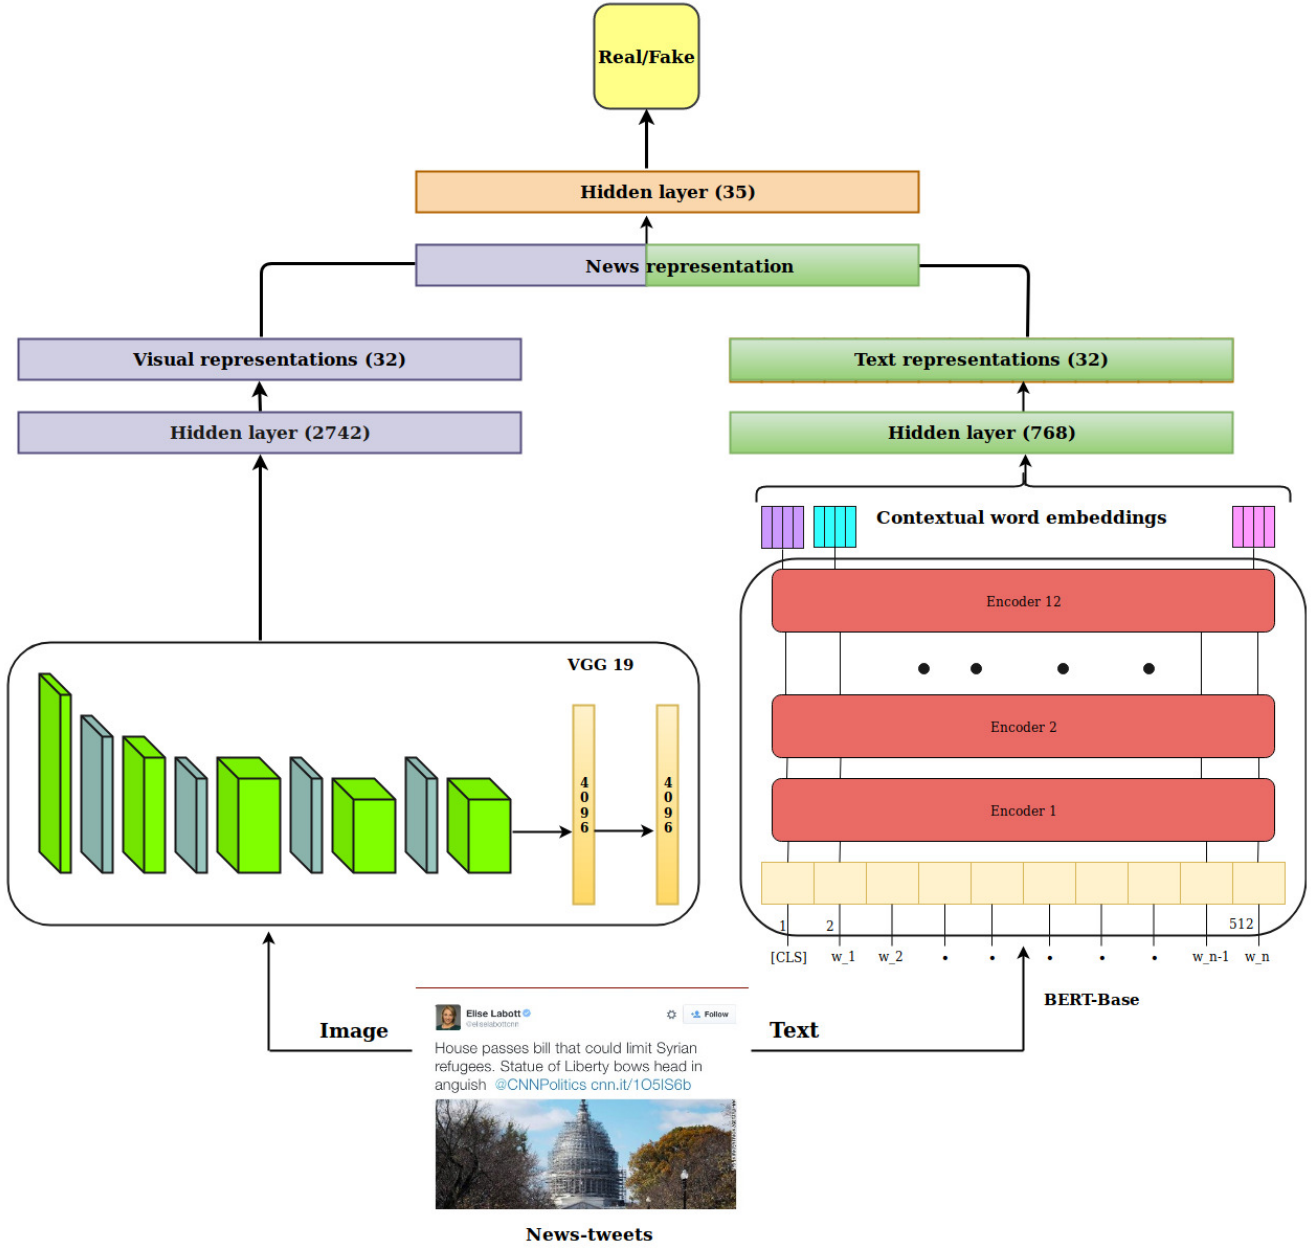 Real/Fake
Hidden layer (35)
News representation
Visual representations (32)
Text representations (32)
Hidden layer (2742)
Hidden layer (768)
Contextual word embeddings
VGG 19
4096
4096
Encoder 12
Encoder 2
Encoder 1
1 2 512
[CLS] w_1 w_2 w_n-1 w_n
BERT-Base
Image
Text
Elise Labott
@eliselabottcnn
Follow
House passes bill that could limit Syrian
refugees. Statue of Liberty bows head in
anguish @CNNPolitics cnn.it/1O5IS6b
News-tweets